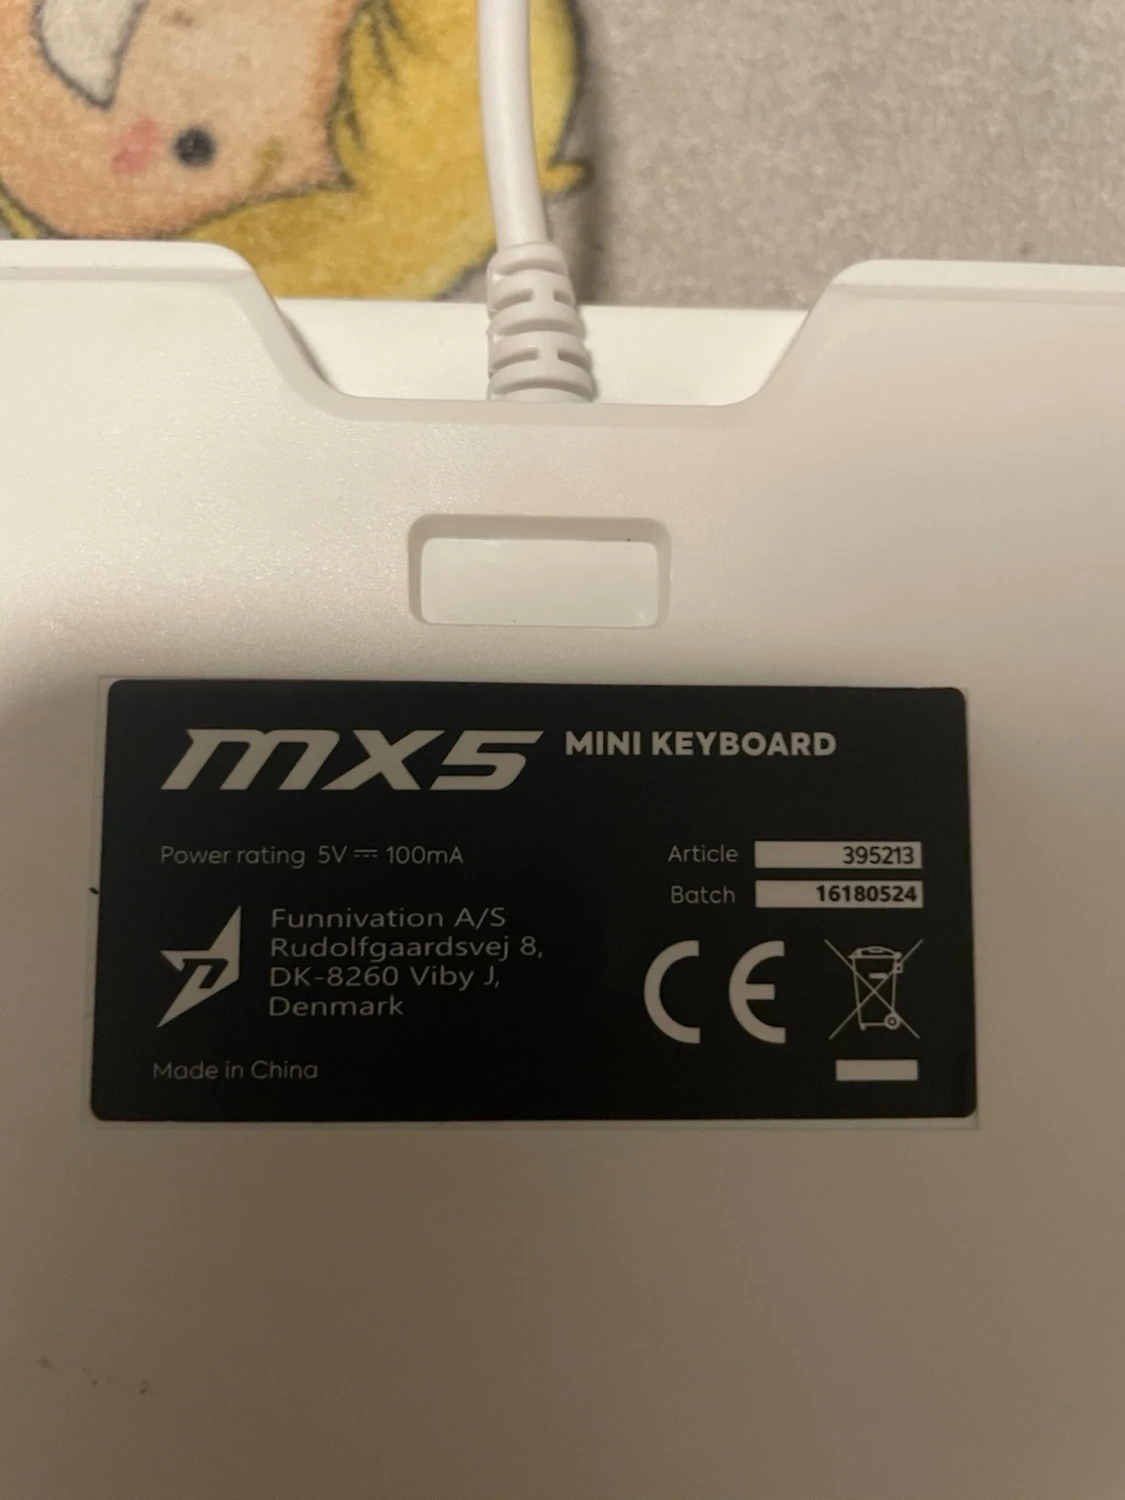 MX5 MINI KEYBOARD
Power rating 5V ⎓ 100mA
Article 395213
Batch 16180524
Funnivation A/S
Rudolfgaardsvej 8,
DK-8260 Viby J,
Denmark
CE
Made in China